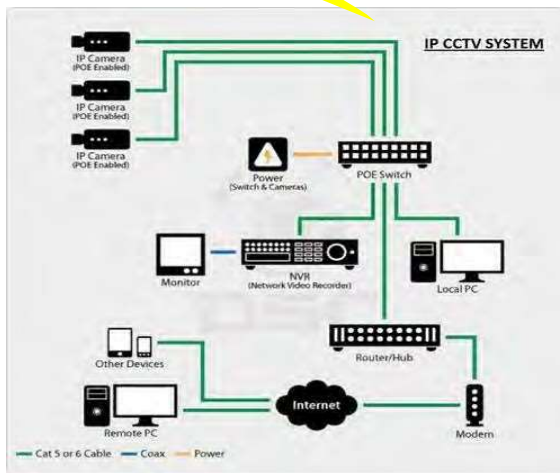 IP CCTV SYSTEM
IP Camera
(POE Enabled)
IP Camera
(POE Enabled)
IP Camera
(POE Enabled)
Power
(Switch & Cameras)
POE Switch
Monitor
NVR
(Network Video Recorder)
Local PC
Other Devices
Router/Hub
Internet
Remote PC
Modem
Cat 5 or 6 Cable
Coax
Power